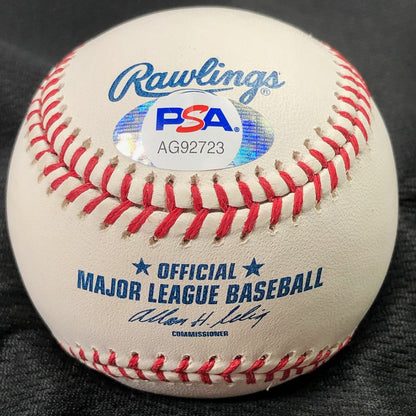 Rawlings®
PSA®
AG92723
★ OFFICIAL ★
MAJOR LEAGUE BASEBALL
Allan H. Selig
COMMISSIONER